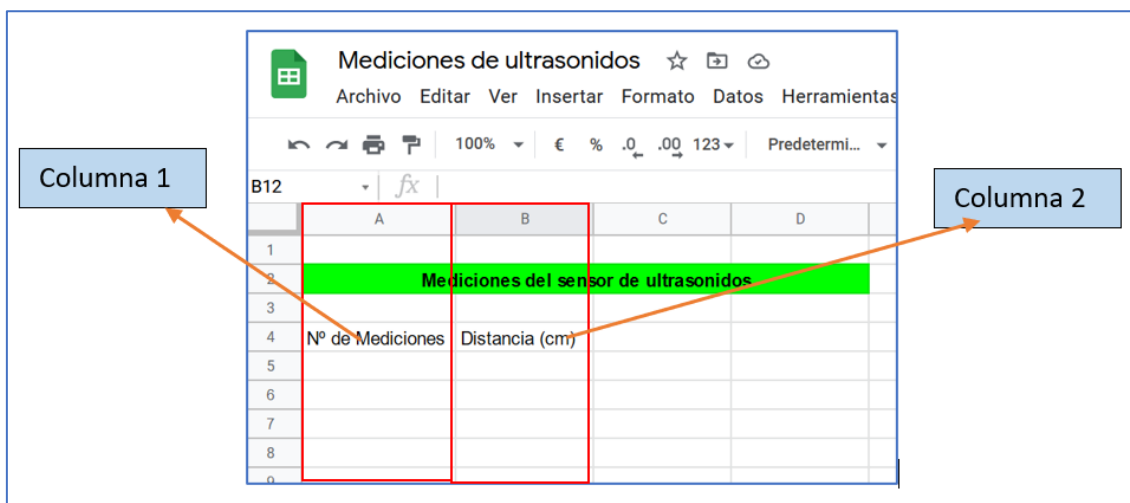 Mediciones de ultrasonidos
Archivo Editar Ver Insertar Formato Datos Herramientas
100% € % .0 .00 123 Predetermi...
Columna 1
B12 fx
Columna 2
A B C D
1
2 Mediciones del sensor de ultrasonidos
3
4 Nº de Mediciones Distancia (cm)
5
6
7
8
9